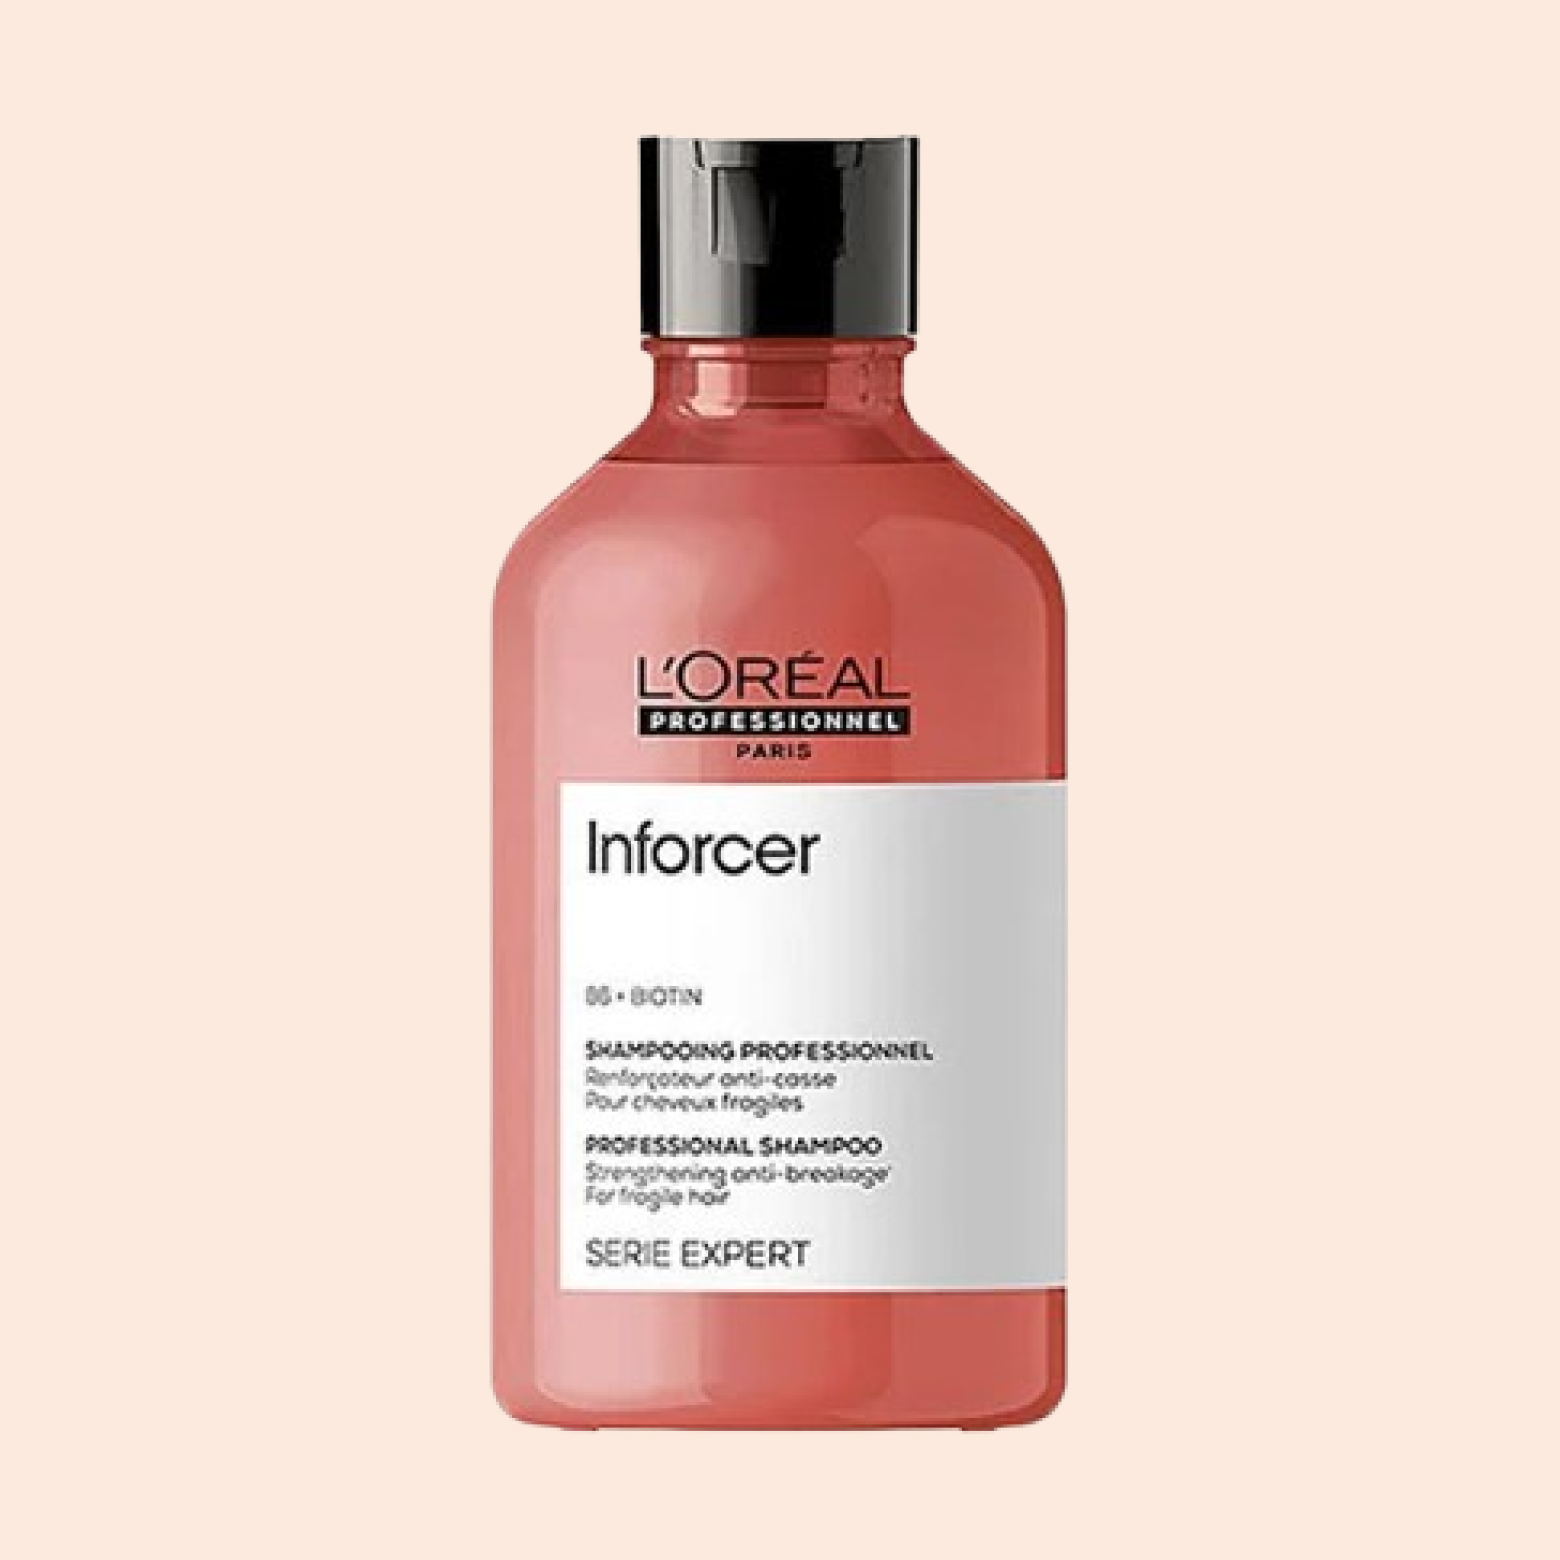 L'ORÉAL
PROFESSIONNEL
PARIS
Inforcer
B6 + BIOTIN
SHAMPOOING PROFESSIONNEL
Renforçateur anti-casse
Pour cheveux fragiles
PROFESSIONAL SHAMPOO
Strengthening anti-breakage*
For fragile hair
SERIE EXPERT